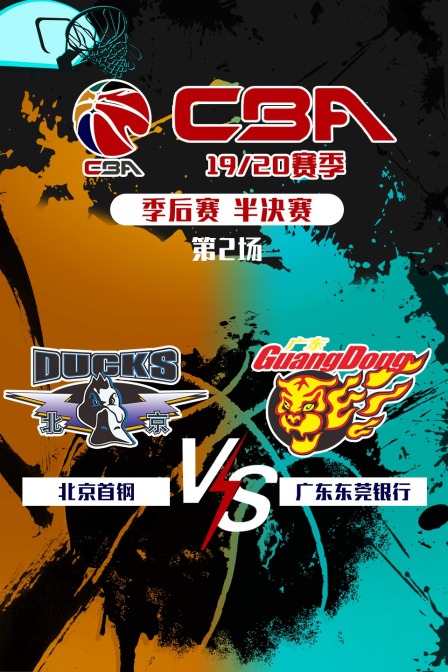 CBA
CBA
19/20赛季
季后赛 半决赛
第2场
DUCKS
北京
广东
GuangDong
VS
北京首钢
广东东莞银行